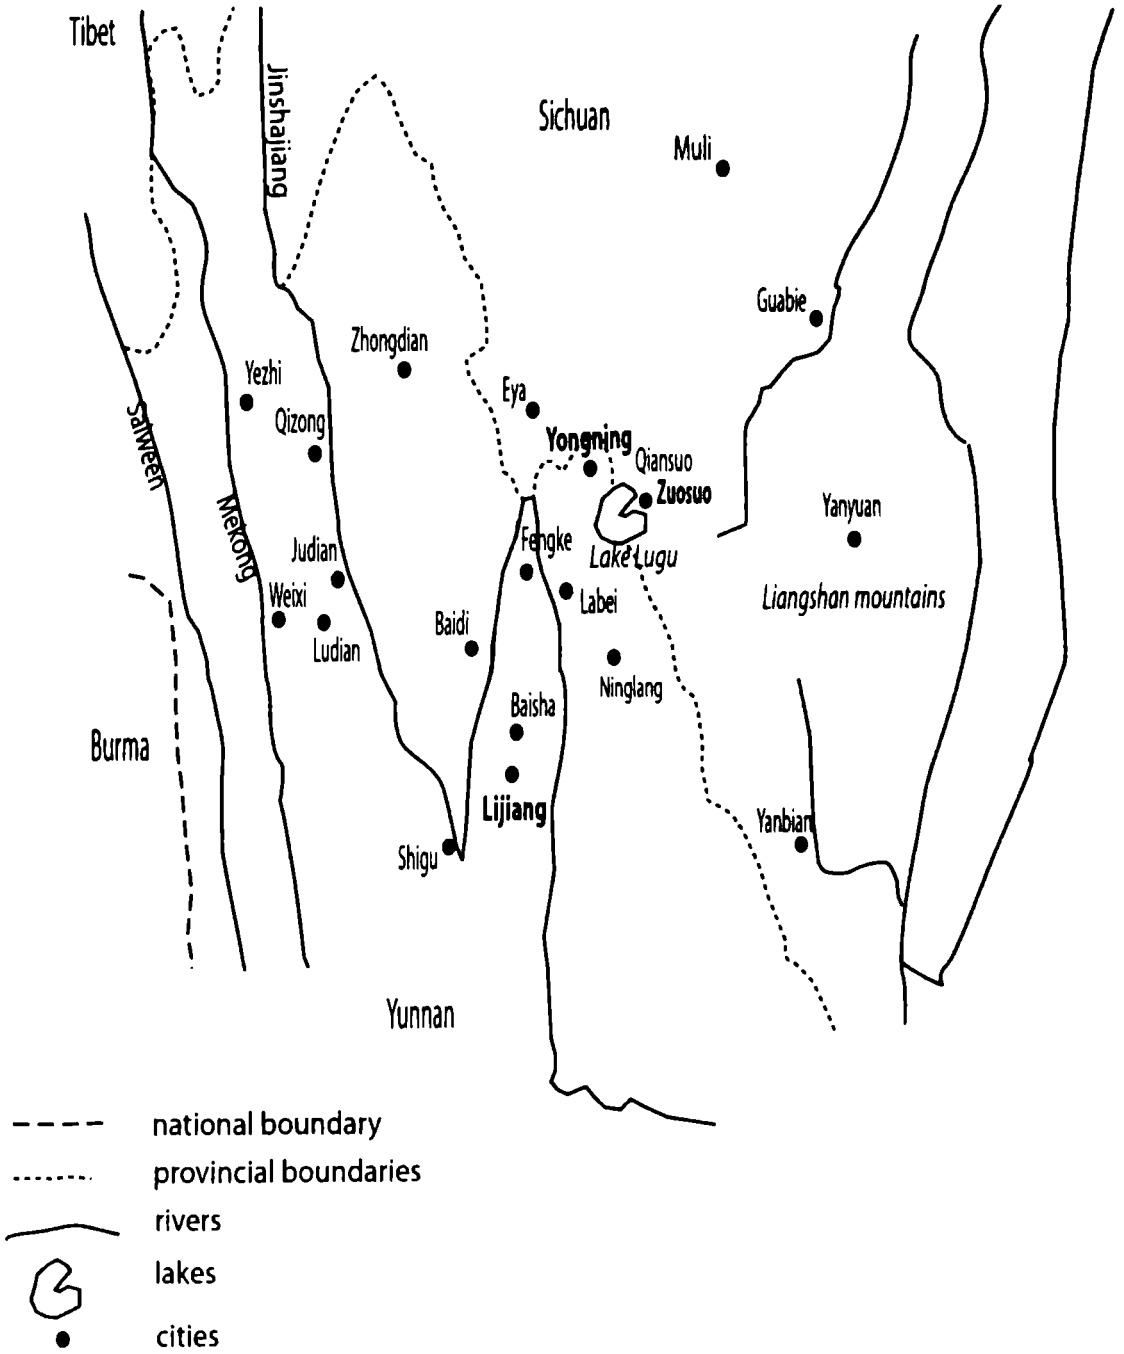 Tibet
Jinshajiang
Sichuan
Muli
Guabie
Zhongdian
Yezhi
Eya
Qizong
Salween
Yongning
Qiansuo
Zuosuo
Mekong
Yanyuan
Fengke
Judian
Lake Lugu
Weixi
Labei
Liangshan mountains
Baidi
Ludian
Ninglang
Baisha
Burma
Lijiang
Yanbian
Shigu
Yunnan
national boundary
provincial boundaries
rivers
lakes
cities